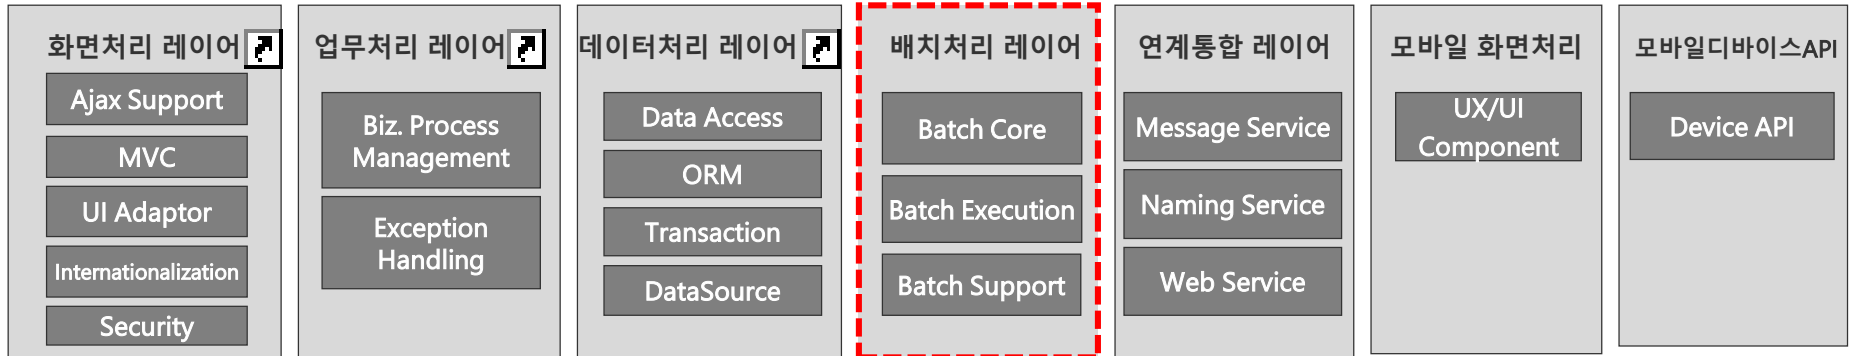 화면처리 레이어
Ajax Support
MVC
UI Adaptor
Internationalization
Security
업무처리 레이어
Biz. Process
Management
Exception
Handling
데이터처리 레이어
Data Access
ORM
Transaction
DataSource
배치처리 레이어
Batch Core
Batch Execution
Batch Support
연계통합 레이어
Message Service
Naming Service
Web Service
모바일 화면처리
UX/UI
Component
모바일디바이스API
Device API